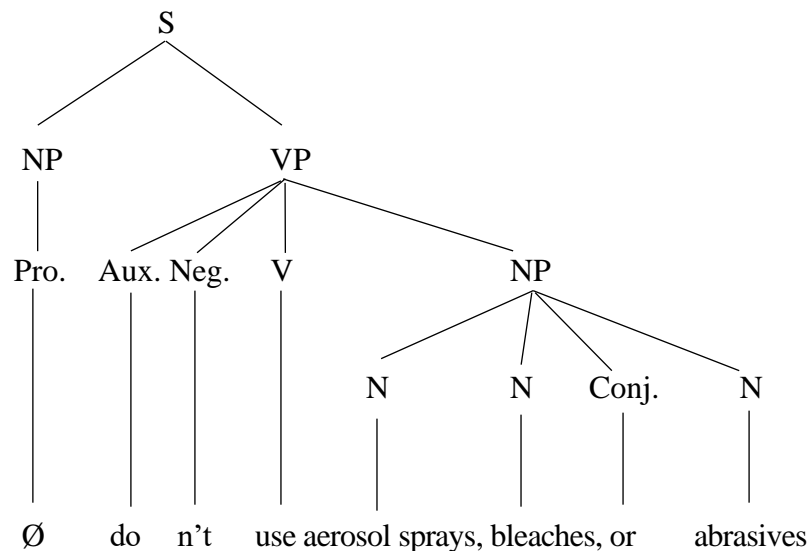 S
NP VP
Pro. Aux. Neg. V NP
N N Conj. N
Ø do n't use aerosol sprays, bleaches, or abrasives